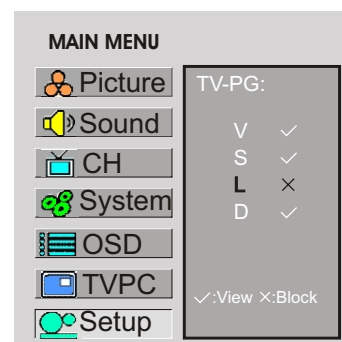 MAIN MENU
Picture
Sound
CH
System
OSD
TVPC
Setup
TV-PG:
V ✓
S ✓
L ×
D ✓
✓:View ×:Block